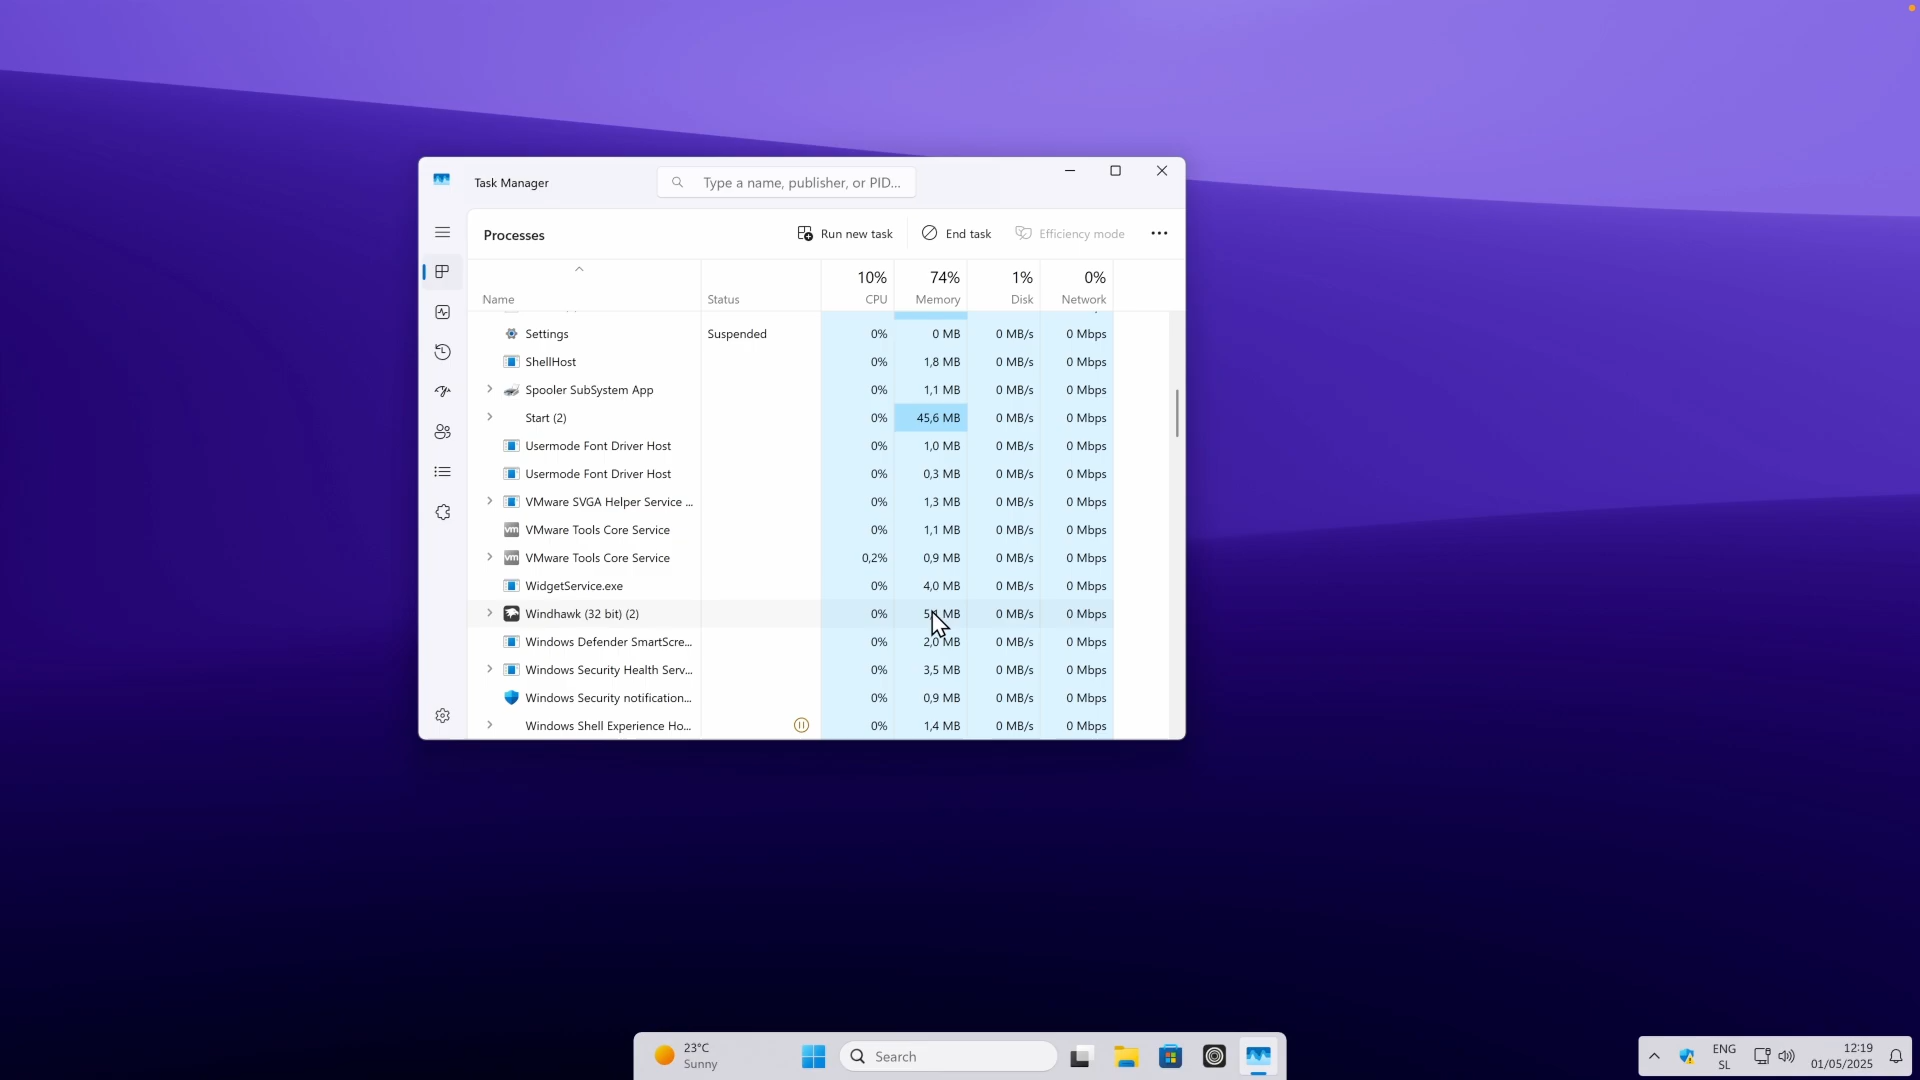 Task Manager
Type a name, publisher, or PID...
Processes
Run new task
End task
Efficiency mode
10% 74% 1% 0%
Name Status CPU Memory Disk Network
Settings Suspended 0% 0 MB 0 MB/s 0 Mbps
ShellHost 0% 1,8 MB 0 MB/s 0 Mbps
Spooler SubSystem App 0% 1,1 MB 0 MB/s 0 Mbps
Start (2) 0% 45,6 MB 0 MB/s 0 Mbps
Usermode Font Driver Host 0% 1,0 MB 0 MB/s 0 Mbps
Usermode Font Driver Host 0% 0,3 MB 0 MB/s 0 Mbps
VMware SVGA Helper Service ... 0% 1,3 MB 0 MB/s 0 Mbps
vm VMware Tools Core Service 0% 1,1 MB 0 MB/s 0 Mbps
vm VMware Tools Core Service 0,2% 0,9 MB 0 MB/s 0 Mbps
WidgetService.exe 0% 4,0 MB 0 MB/s 0 Mbps
Windhawk (32 bit) (2) 0% MB 0 MB/s 0 Mbps
Windows Defender SmartScre... 0% 2,0 MB 0 MB/s 0 Mbps
Windows Security Health Serv... 0% 3,5 MB 0 MB/s 0 Mbps
Windows Security notification... 0% 0,9 MB 0 MB/s 0 Mbps
Windows Shell Experience Ho... 0% 1,4 MB 0 MB/s 0 Mbps
23°C
Sunny
Search
ENG
SL
12:19
01/05/2025